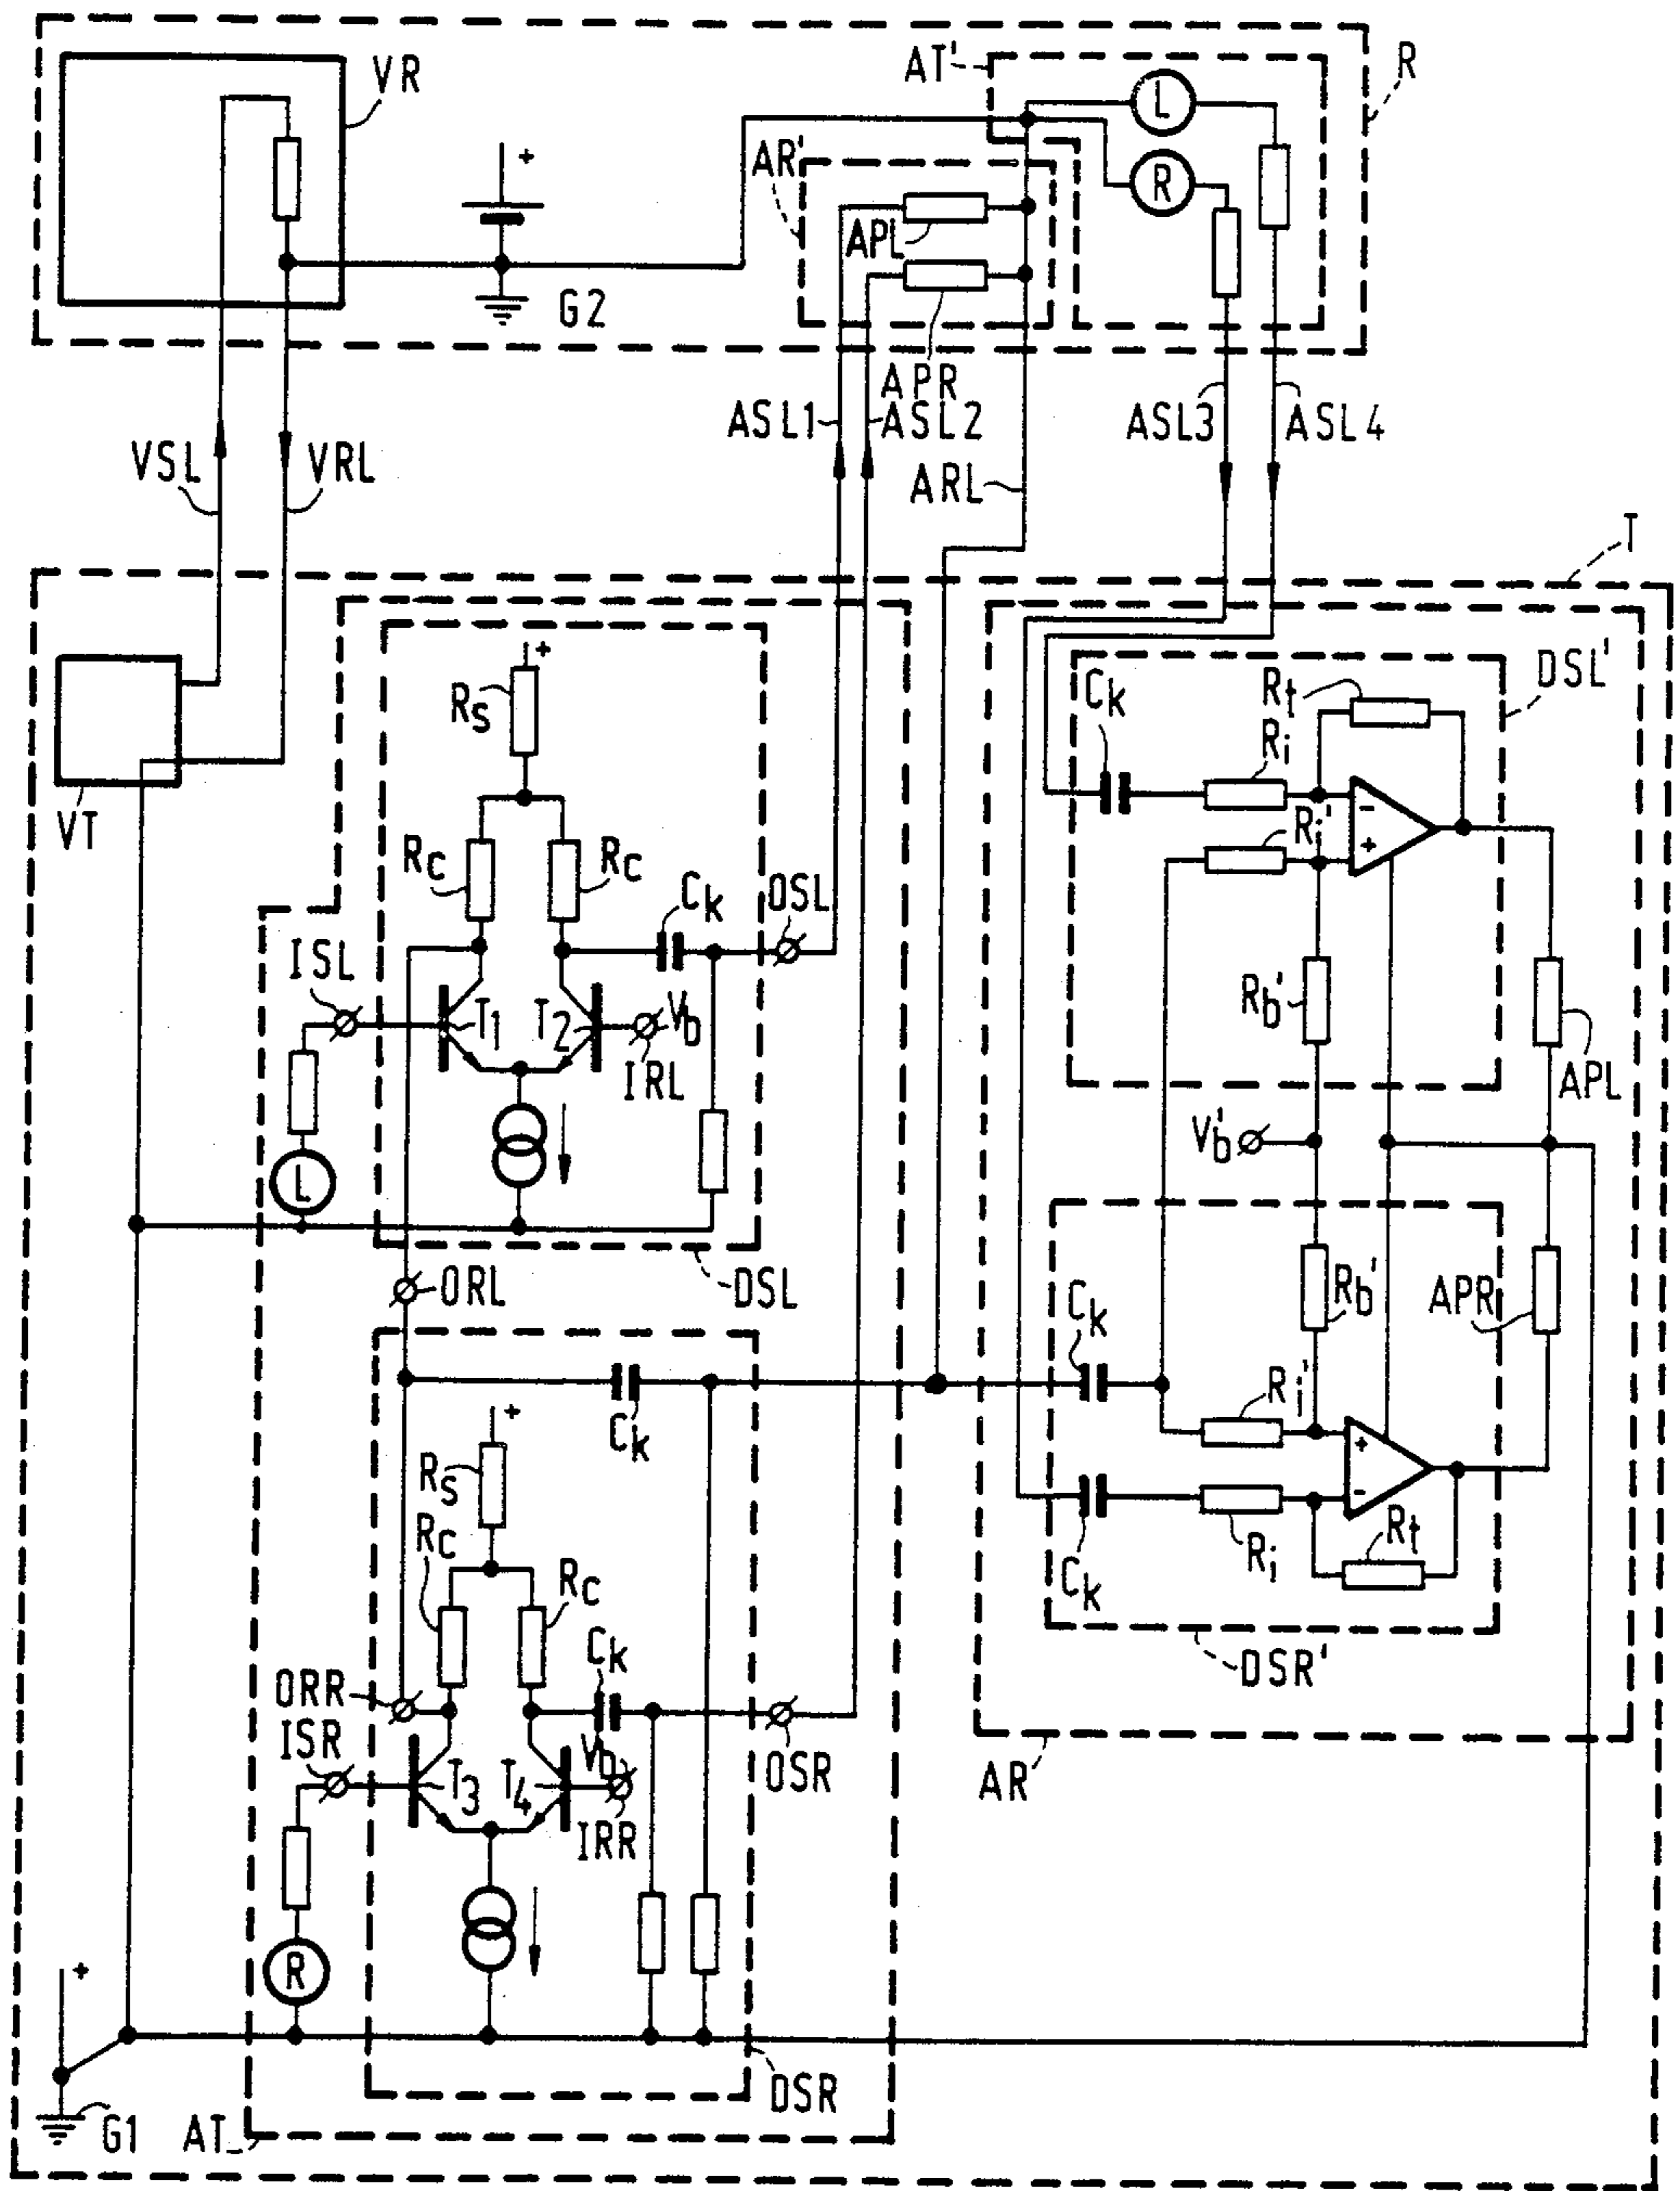 VR
AT'
R
L
+
AR'
R
APL
G2
APR
ASL1
ASL2
ASL3
ASL4
VSL
VRL
ARL
T
+
DSL'
Rs
Ck
Rt
Ri
VT
Ri'
-
+
Rc
Rc
Ck
OSL
ISL
Rb'
T1
T2
Vb
IRL
APL
Vb'
L
DSL
ORL
Rb'
APR
Ck
Ck
Ri'
+
+
Rs
-
Rt
Rc
Rc
Ri
Ck
Ck
DSR'
ORR
ISR
Vb
OSR
AR
T3
T4
IRR
R
+
DSR
G1
AT